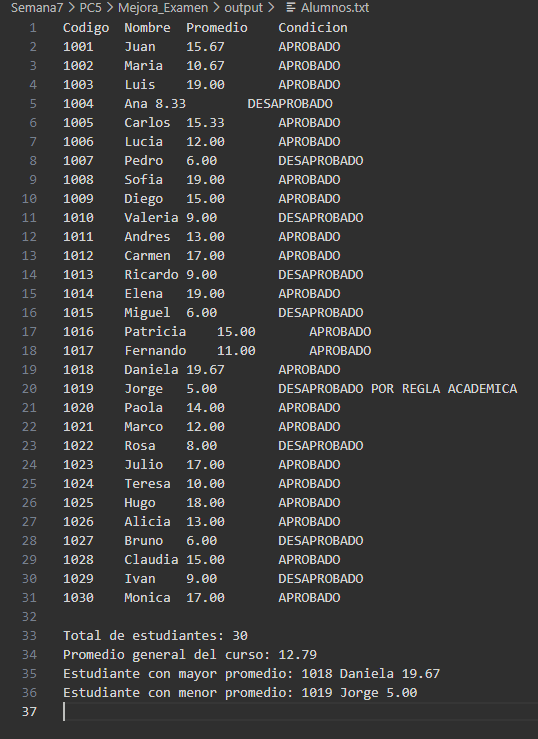 Semana7 > PC5 > Mejora_Examen > output > Alumnos.txt
1 Codigo Nombre Promedio Condicion
2 1001 Juan 15.67 APROBADO
3 1002 Maria 10.67 APROBADO
4 1003 Luis 19.00 APROBADO
5 1004 Ana 8.33 DESAPROBADO
6 1005 Carlos 15.33 APROBADO
7 1006 Lucia 12.00 APROBADO
8 1007 Pedro 6.00 DESAPROBADO
9 1008 Sofia 19.00 APROBADO
10 1009 Diego 15.00 APROBADO
11 1010 Valeria 9.00 DESAPROBADO
12 1011 Andres 13.00 APROBADO
13 1012 Carmen 17.00 APROBADO
14 1013 Ricardo 9.00 DESAPROBADO
15 1014 Elena 19.00 APROBADO
16 1015 Miguel 6.00 DESAPROBADO
17 1016 Patricia 15.00 APROBADO
18 1017 Fernando 11.00 APROBADO
19 1018 Daniela 19.67 APROBADO
20 1019 Jorge 5.00 DESAPROBADO POR REGLA ACADEMICA
21 1020 Paola 14.00 APROBADO
22 1021 Marco 12.00 APROBADO
23 1022 Rosa 8.00 DESAPROBADO
24 1023 Julio 17.00 APROBADO
25 1024 Teresa 10.00 APROBADO
26 1025 Hugo 18.00 APROBADO
27 1026 Alicia 13.00 APROBADO
28 1027 Bruno 6.00 DESAPROBADO
29 1028 Claudia 15.00 APROBADO
30 1029 Ivan 9.00 DESAPROBADO
31 1030 Monica 17.00 APROBADO
32
33 Total de estudiantes: 30
34 Promedio general del curso: 12.79
35 Estudiante con mayor promedio: 1018 Daniela 19.67
36 Estudiante con menor promedio: 1019 Jorge 5.00
37